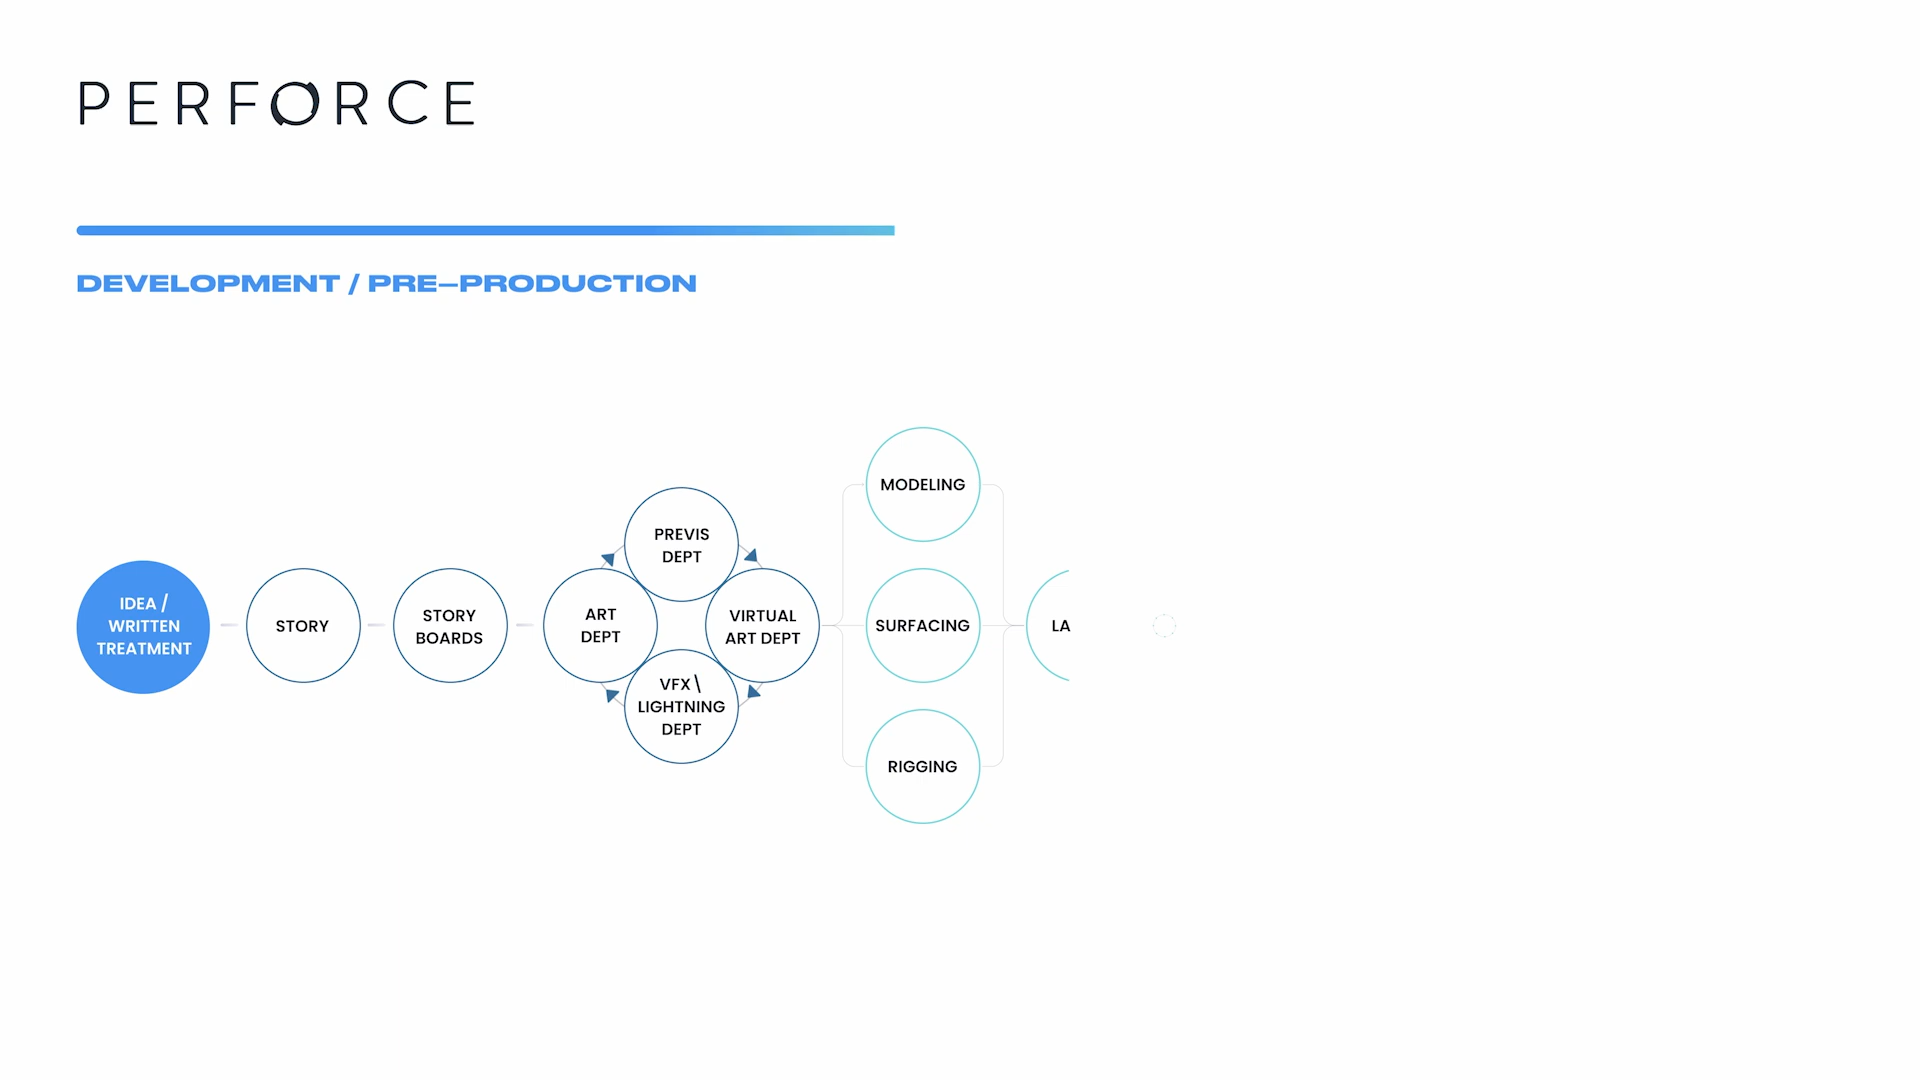 PERFORCE
DEVELOPMENT / PRE–PRODUCTION
IDEA /
WRITTEN
TREATMENT
STORY
STORY
BOARDS
ART
DEPT
PREVIS
DEPT
VIRTUAL
ART DEPT
VFX \
LIGHTNING
DEPT
MODELING
SURFACING
RIGGING
LA